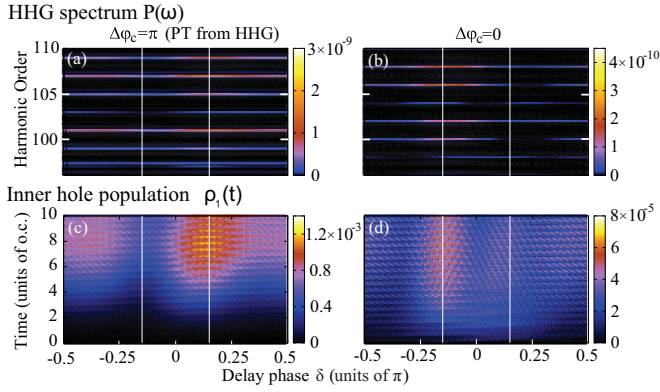 HHG spectrum P(ω)
Δφc=π (PT from HHG)
Δφc=0
(a)
(b)
Harmonic Order
110
105
100
3×10⁻⁹
2
1
0
4×10⁻¹⁰
3
2
1
0
Inner hole population ρ₁(t)
(c)
(d)
Time (units of o.c.)
10
8
6
4
2
0
1.2×10⁻³
0.8
0.4
0
8×10⁻⁵
6
4
2
0
-0.5 -0.25 0 0.25 0.5
-0.5 -0.25 0 0.25 0.5
Delay phase δ (units of π)